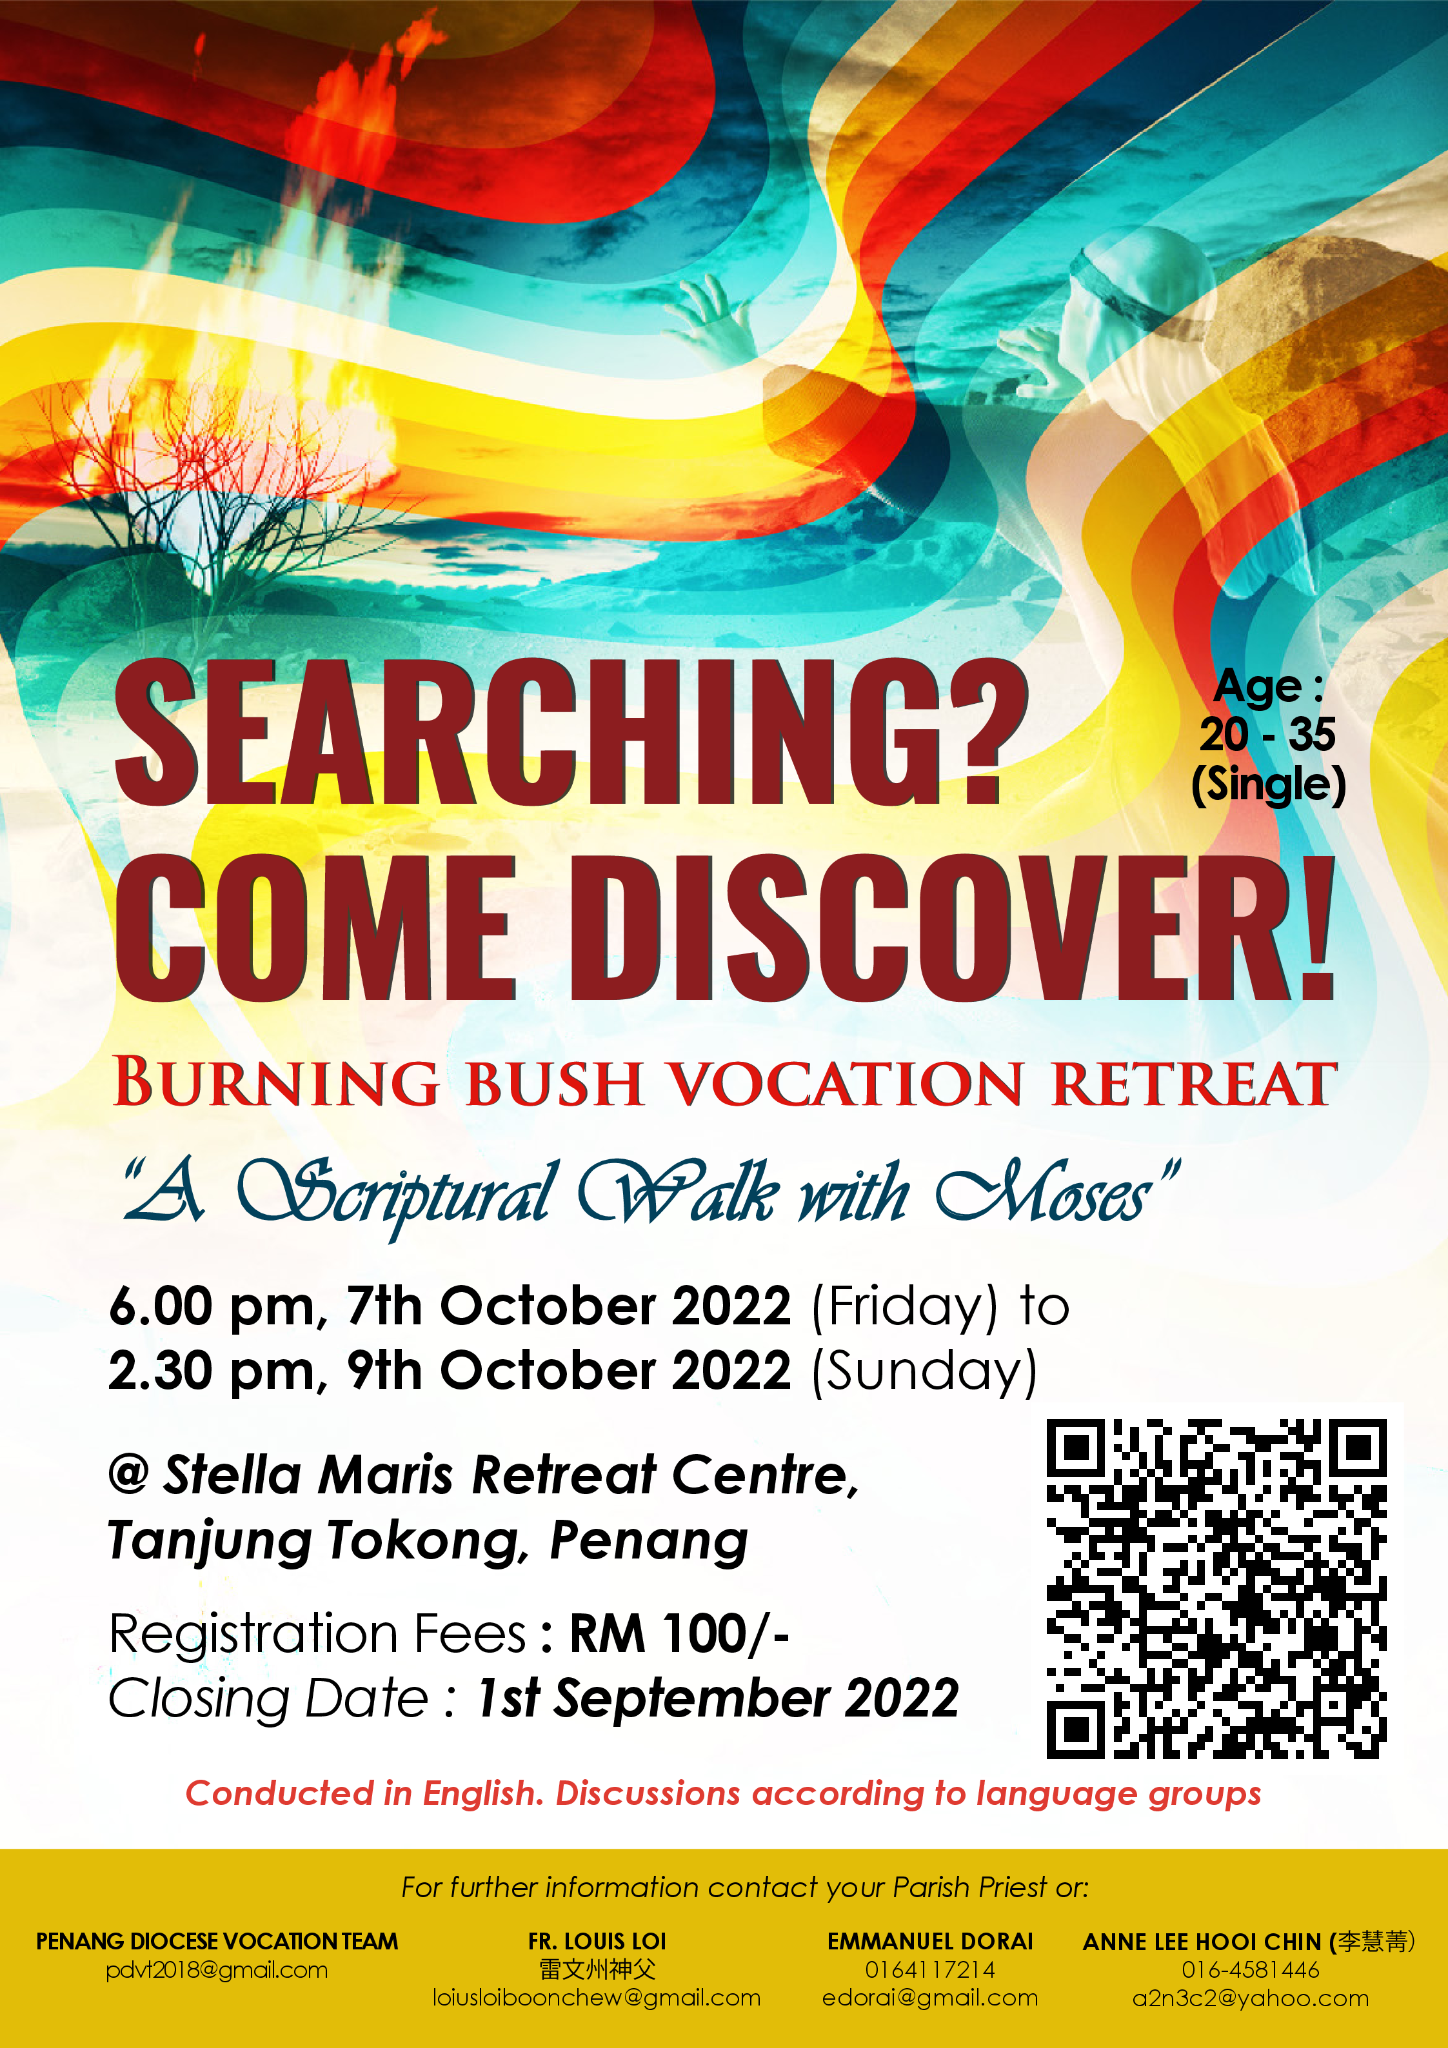 SEARCHING?
Age :
20 - 35
(Single)
COME DISCOVER!
BURNING BUSH VOCATION RETREAT
"A Scriptural Walk with Moses"
6.00 pm, 7th October 2022 (Friday) to
2.30 pm, 9th October 2022 (Sunday)
@ Stella Maris Retreat Centre,
Tanjung Tokong, Penang
Registration Fees : RM 100/-
Closing Date : 1st September 2022
Conducted in English. Discussions according to language groups
For further information contact your Parish Priest or:
PENANG DIOCESE VOCATION TEAM
pdvt2018@gmail.com
FR. LOUIS LOI
雷文州神父
loiusloiboonchew@gmail.com
EMMANUEL DORAI
0164117214
edorai@gmail.com
ANNE LEE HOOI CHIN (李慧菁)
016-4581446
a2n3c2@yahoo.com